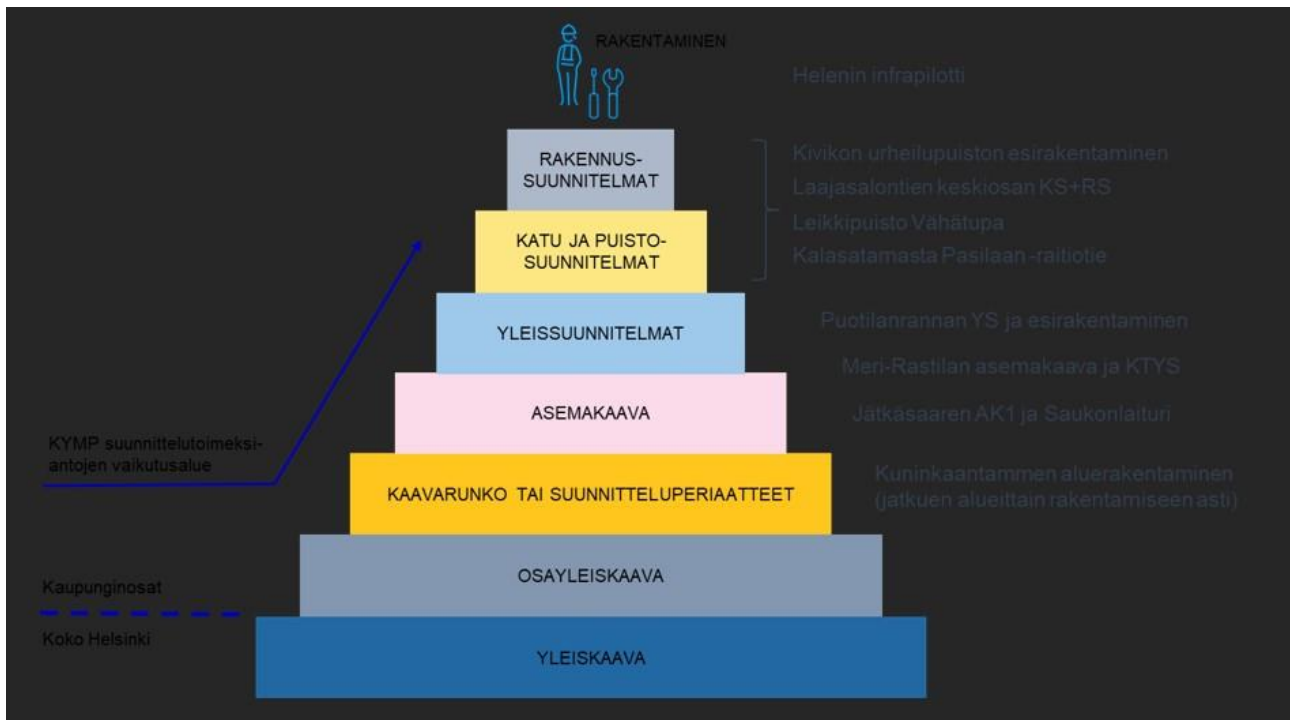 RAKENTAMINEN
Helenin infrapilotti
RAKENNUS-
SUUNNITELMAT
Kivikon urheilupuiston esirakentaminen
Laajasalontien keskiosan KS+RS
Leikkipuisto Vähätupa
Kalasatamasta Pasilaan -raitiotie
KATU JA PUISTO-
SUUNNITELMAT
YLEISSUUNNITELMAT
Puotilanrannan YS ja esirakentaminen
Meri-Rastilan asemakaava ja KTYS
ASEMAKAAVA
Jätkäsaaren AK1 ja Saukonlaituri
KYMP suunnittelutoimeksi-
antojen vaikutusalue
KAAVARUNKO TAI SUUNNITTELUPERIAATTEET
Kuninkaantammen aluerakentaminen
(jatkuen alueittain rakentamiseen asti)
OSAYLEISKAAVA
Kaupunginosat
Koko Helsinki
YLEISKAAVA